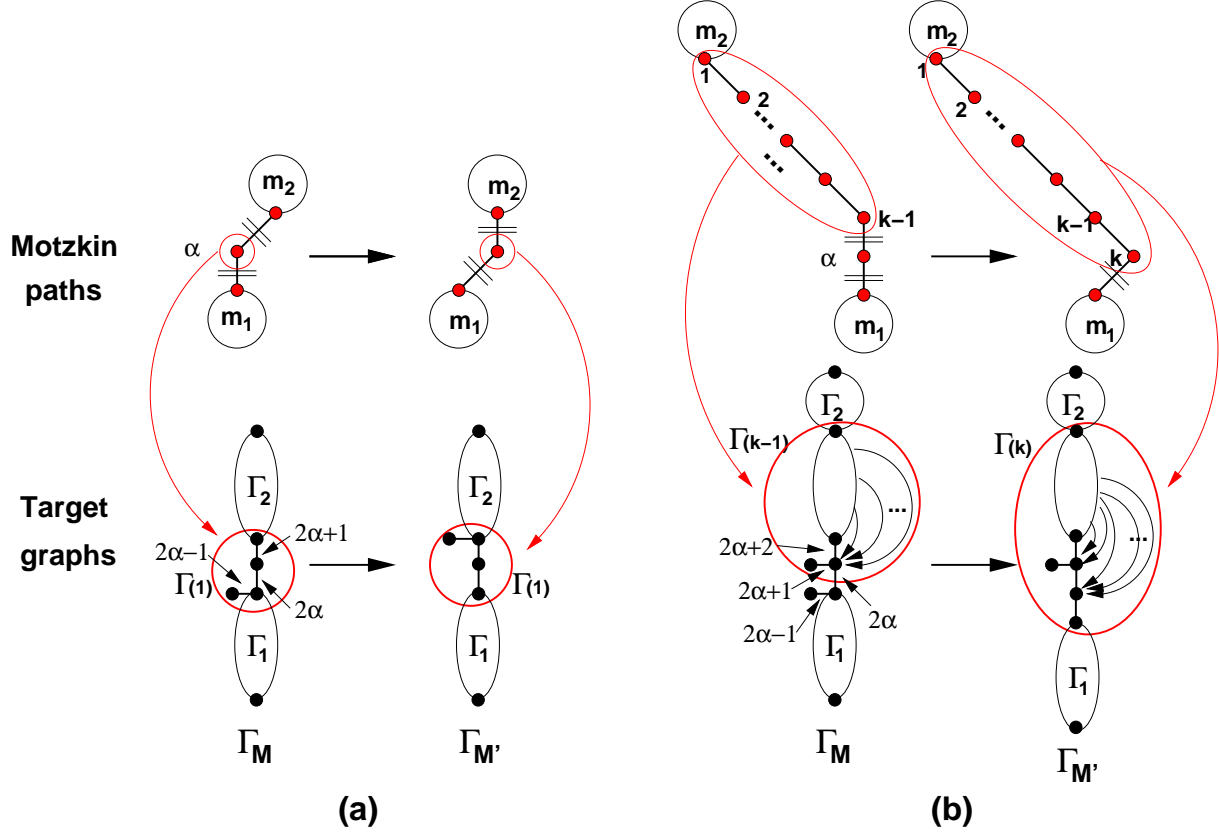 m2
α
m1
m2
m1
Motzkin
paths
m2
1
2
...
...
k−1
α
m1
m2
1
2
...
k−1
k
m1
Target
graphs
Γ2
2α+1
2α−1
Γ(1)
2α
Γ1
ΓM
Γ2
Γ(1)
Γ1
ΓM'
Γ2
Γ(k−1)
...
2α+2
2α+1
2α−1
2α
Γ1
ΓM
Γ2
Γ(k)
...
Γ1
ΓM'
(a)
(b)